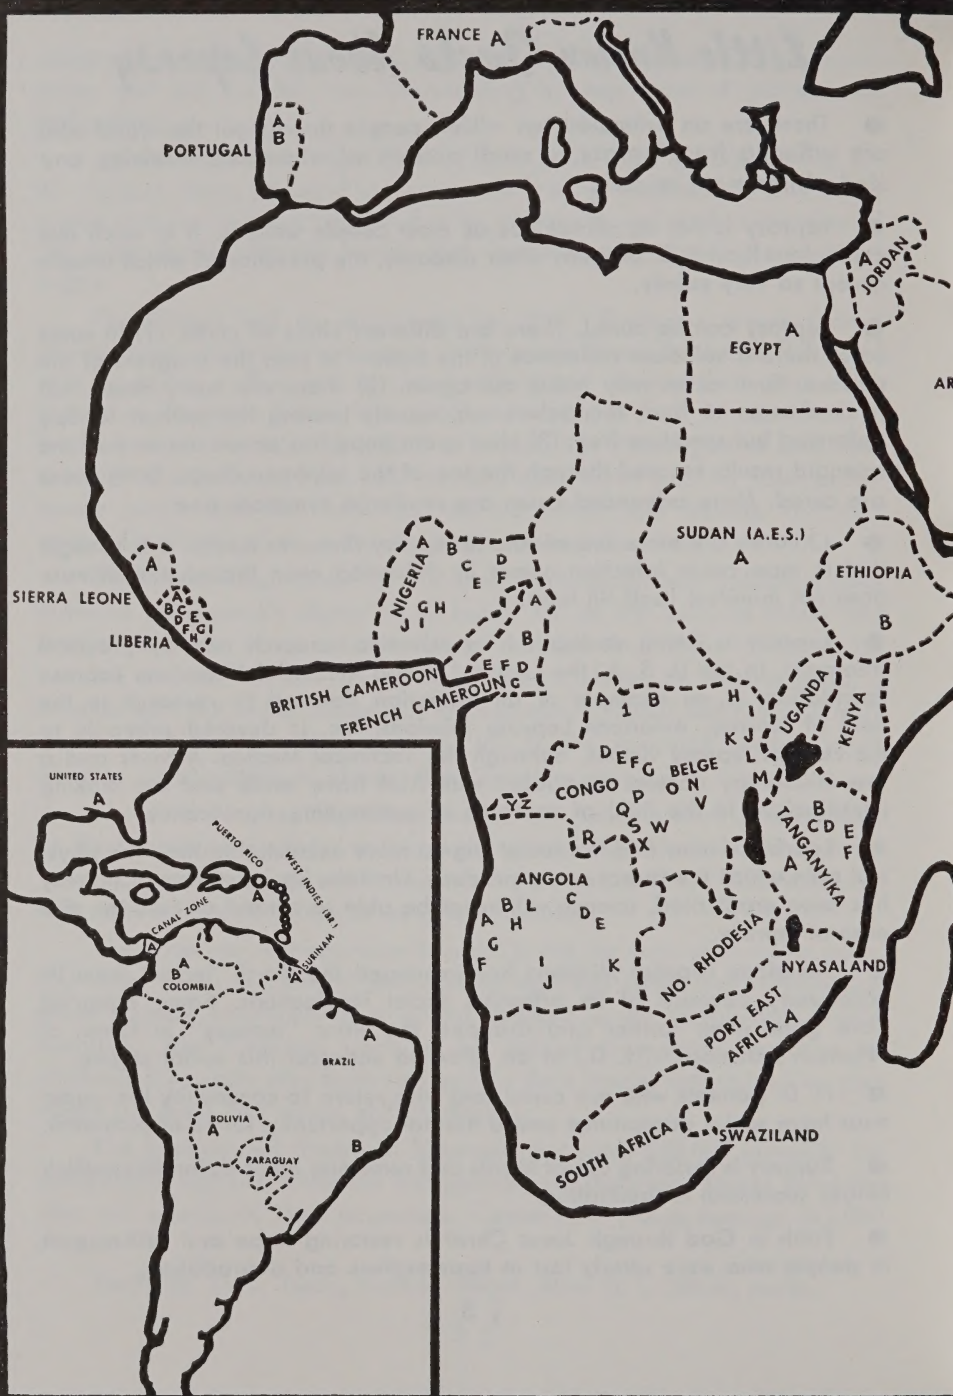 FRANCE A
A
B
PORTUGAL
A
JORDAN
A
EGYPT
AR
SUDAN (A.E.S.)
A
ETHIOPIA
B
A
SIERRA LEONE
A
B C E
D
F G I
H
LIBERIA
NIGERIA
A B
C D
E F
G H
J I
A
B
E F D
C
BRITISH CAMEROON
FRENCH CAMEROUN
A B H
1
K J
L
M
UGANDA
KENYA
D E F G
CONGO BELGE
P O N
Q V
S W
R X
Y Z
B
C D E
A F
TANGANYIKA
ANGOLA
A B L C
H D E
G
F
I K
J
NO. RHODESIA
NYASALAND
PORT EAST
AFRICA A
SOUTH AFRICA
SWAZILAND
UNITED STATES
A
PUERTO RICO
A
WEST INDIES (BR.)
CANAL ZONE
A
SURINAM
A
A
B
COLOMBIA
A
BRAZIL
BOLIVIA
A
B
PARAGUAY
A